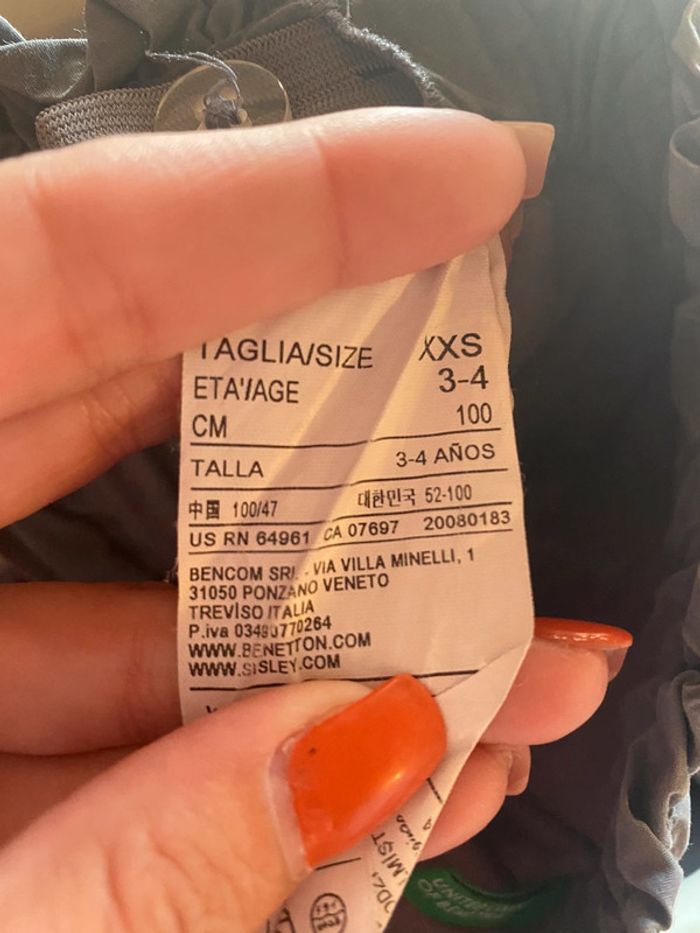 TAGLIA/SIZE XXS
ETA'/AGE 3-4
CM 100
TALLA 3-4 AÑOS
中国 100/47 대한민국 52-100
US RN 64961 CA 07697 20080183
BENCOM SRL - VIA VILLA MINELLI, 1
31050 PONZANO VENETO
TREVISO ITALIA
P.iva
WWW.BENETTON.COM
WWW.SISLEY.COM